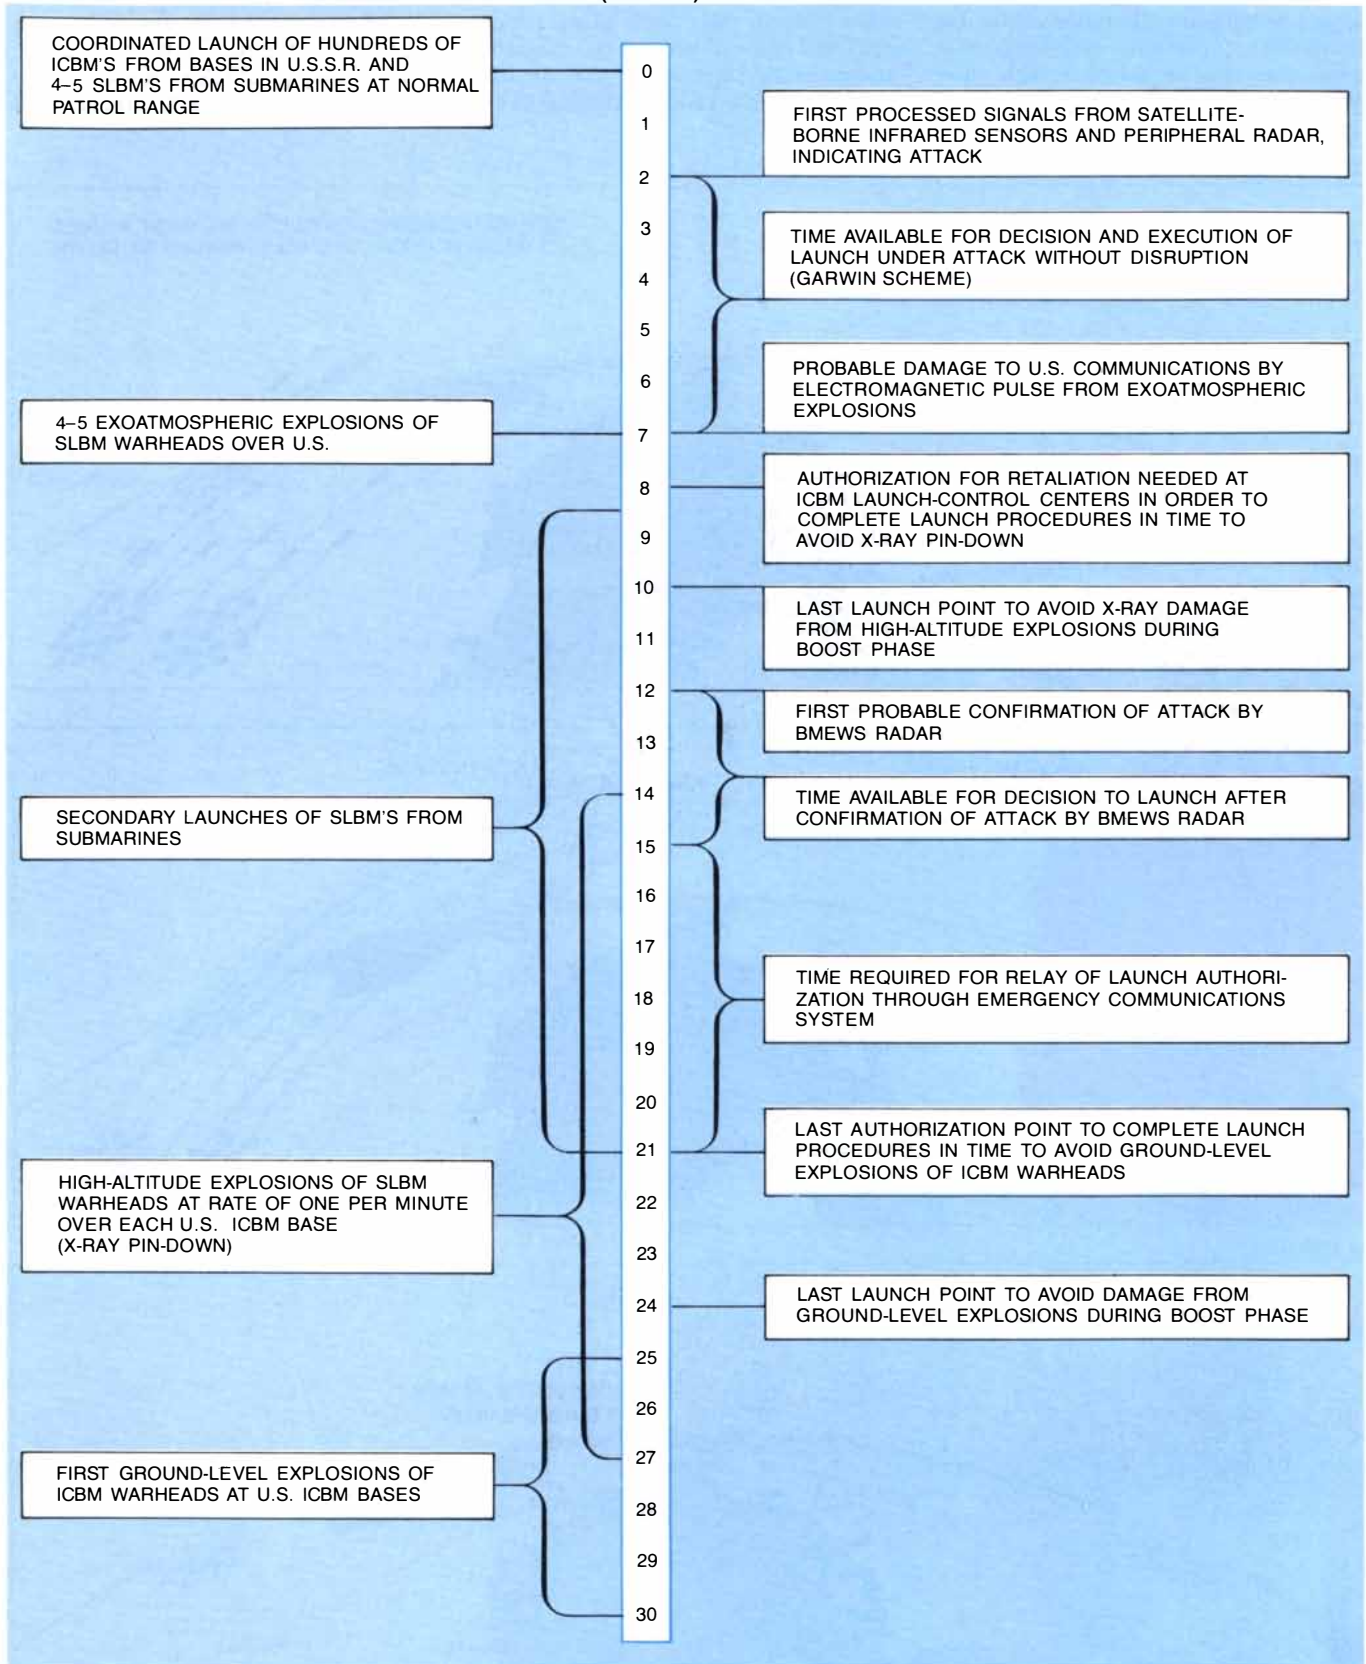 COORDINATED LAUNCH OF HUNDREDS OF
ICBM'S FROM BASES IN U.S.S.R. AND
4–5 SLBM'S FROM SUBMARINES AT NORMAL
PATROL RANGE
4–5 EXOATMOSPHERIC EXPLOSIONS OF
SLBM WARHEADS OVER U.S.
SECONDARY LAUNCHES OF SLBM'S FROM
SUBMARINES
HIGH-ALTITUDE EXPLOSIONS OF SLBM
WARHEADS AT RATE OF ONE PER MINUTE
OVER EACH U.S. ICBM BASE
(X-RAY PIN-DOWN)
FIRST GROUND-LEVEL EXPLOSIONS OF
ICBM WARHEADS AT U.S. ICBM BASES
0
1
2
3
4
5
6
7
8
9
10
11
12
13
14
15
16
17
18
19
20
21
22
23
24
25
26
27
28
29
30
FIRST PROCESSED SIGNALS FROM SATELLITE-
BORNE INFRARED SENSORS AND PERIPHERAL RADAR,
INDICATING ATTACK
TIME AVAILABLE FOR DECISION AND EXECUTION OF
LAUNCH UNDER ATTACK WITHOUT DISRUPTION
(GARWIN SCHEME)
PROBABLE DAMAGE TO U.S. COMMUNICATIONS BY
ELECTROMAGNETIC PULSE FROM EXOATMOSPHERIC
EXPLOSIONS
AUTHORIZATION FOR RETALIATION NEEDED AT
ICBM LAUNCH-CONTROL CENTERS IN ORDER TO
COMPLETE LAUNCH PROCEDURES IN TIME TO
AVOID X-RAY PIN-DOWN
LAST LAUNCH POINT TO AVOID X-RAY DAMAGE
FROM HIGH-ALTITUDE EXPLOSIONS DURING
BOOST PHASE
FIRST PROBABLE CONFIRMATION OF ATTACK BY
BMEWS RADAR
TIME AVAILABLE FOR DECISION TO LAUNCH AFTER
CONFIRMATION OF ATTACK BY BMEWS RADAR
TIME REQUIRED FOR RELAY OF LAUNCH AUTHORI-
ZATION THROUGH EMERGENCY COMMUNICATIONS
SYSTEM
LAST AUTHORIZATION POINT TO COMPLETE LAUNCH
PROCEDURES IN TIME TO AVOID GROUND-LEVEL
EXPLOSIONS OF ICBM WARHEADS
LAST LAUNCH POINT TO AVOID DAMAGE FROM
GROUND-LEVEL EXPLOSIONS DURING BOOST PHASE